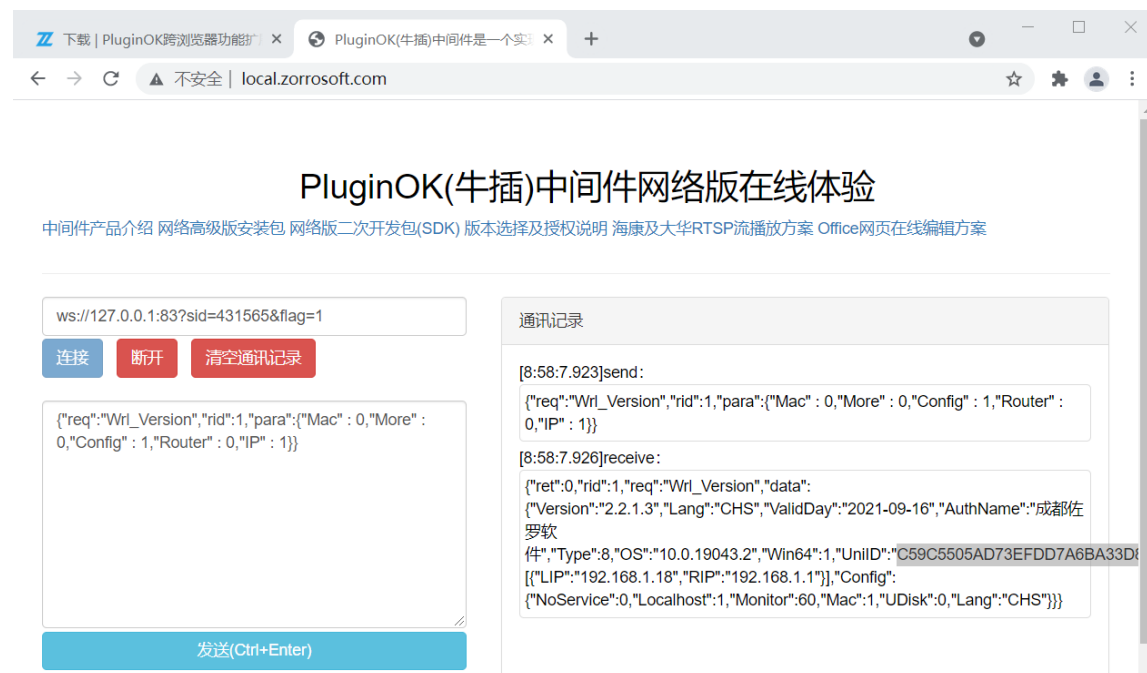 下载 | PluginOK跨浏览器功能扩
PluginOK(牛插)中间件是一个实
不安全 | local.zorrosoft.com
PluginOK(牛插)中间件网络版在线体验
中间件产品介绍 网络高级版安装包 网络版二次开发包(SDK) 版本选择及授权说明 海康及大华RTSP流播放方案 Office网页在线编辑方案
ws://127.0.0.1:83?sid=431565&flag=1
连接 断开 清空通讯记录
{"req":"Wrl_Version","rid":1,"para":{"Mac" : 0,"More" :
0,"Config" : 1,"Router" : 0,"IP" : 1}}
发送(Ctrl+Enter)
通讯记录
[8:58:7.923]send：
{"req":"Wrl_Version","rid":1,"para":{"Mac" : 0,"More" : 0,"Config" : 1,"Router" :
0,"IP" : 1}}
[8:58:7.926]receive：
{"ret":0,"rid":1,"req":"Wrl_Version","data":
{"Version":"2.2.1.3","Lang":"CHS","ValidDay":"2021-09-16","AuthName":"成都佐
罗软
件","Type":8,"OS":"10.0.19043.2","Win64":1,"UniID":"C59C5505AD73EFDD7A6BA33D8
[{"LIP":"192.168.1.18","RIP":"192.168.1.1"}],"Config":
{"NoService":0,"Localhost":1,"Monitor":60,"Mac":1,"UDisk":0,"Lang":"CHS"}}}